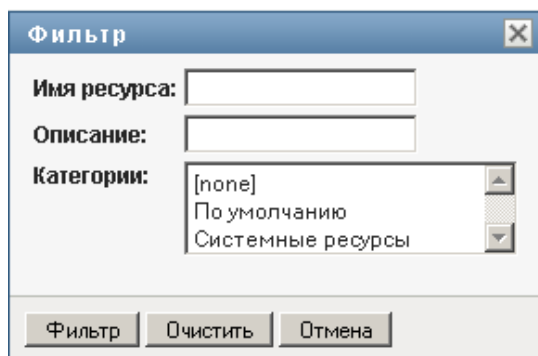 Фильтр
Имя ресурса:
Описание:
Категории:
[none]
По умолчанию
Системные ресурсы
Фильтр Очистить Отмена